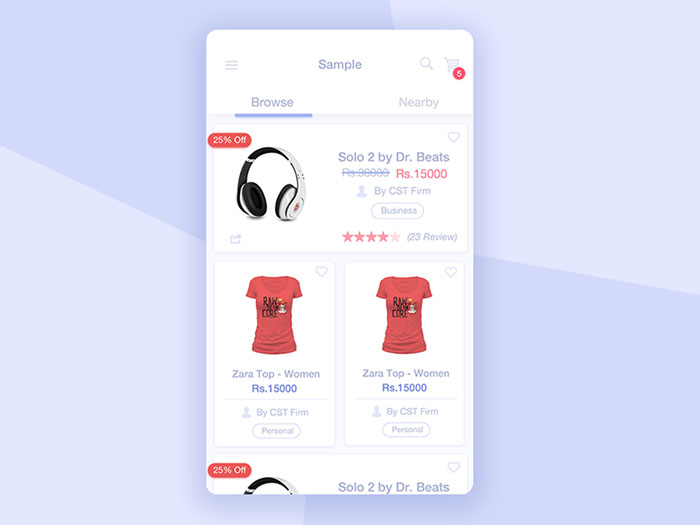 Sample
5
Browse
Nearby
25% Off
Solo 2 by Dr. Beats
Rs.30000 Rs.15000
By CST Firm
Business
(23 Review)
RAW
CORE
Zara Top - Women
Rs.15000
By CST Firm
Personal
RAW
CORE
Zara Top - Women
Rs.15000
By CST Firm
Personal
25% Off
Solo 2 by Dr. Beats